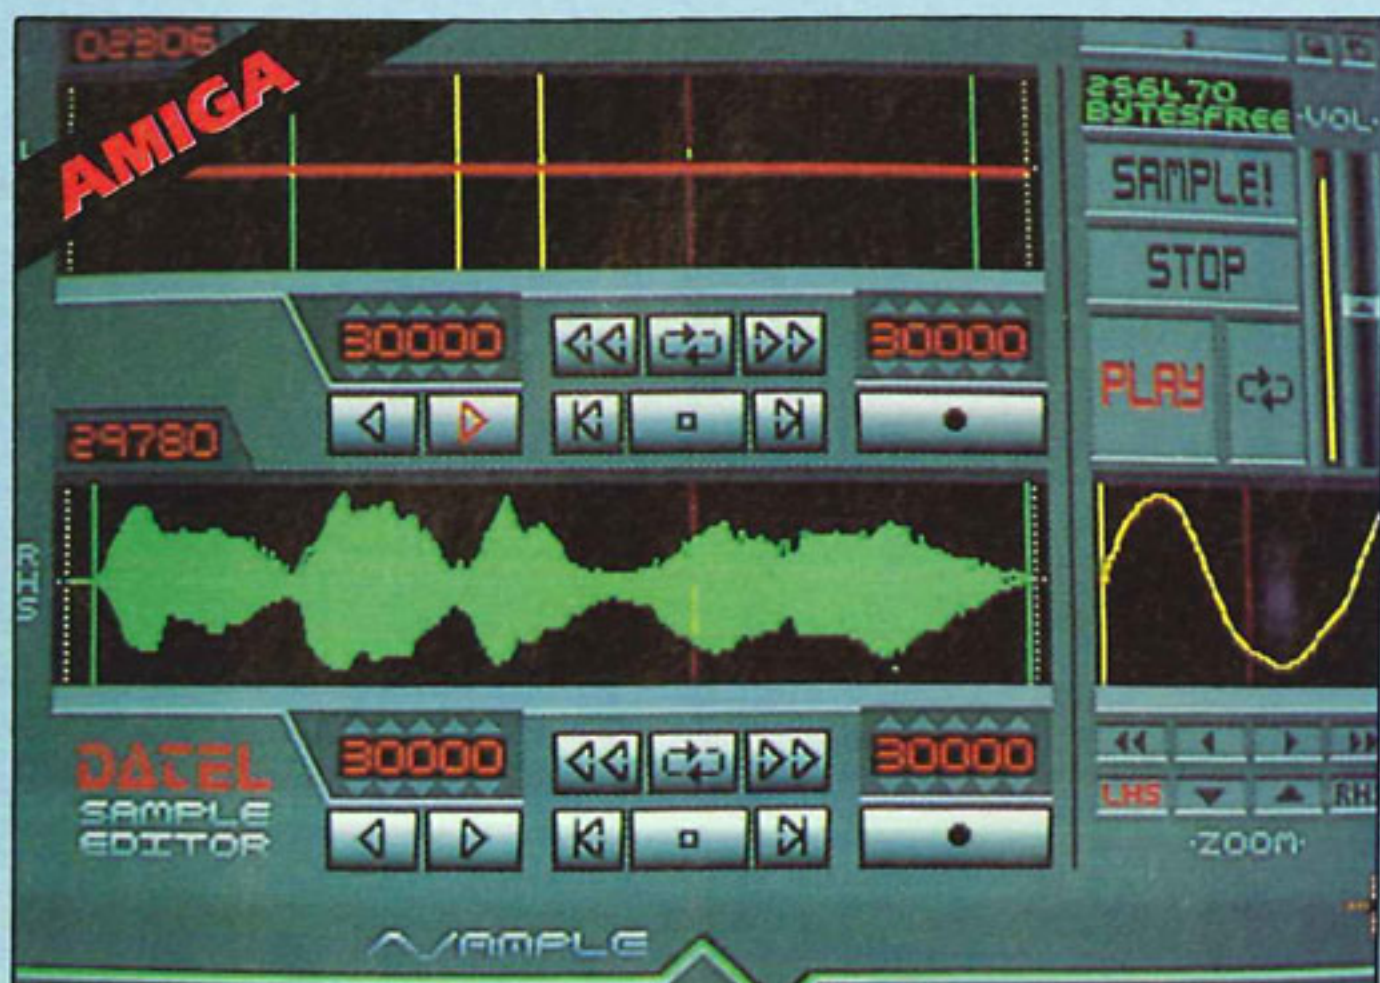 AMIGA
02306
256470
BYTESFREE
·VOL·
SAMPLE!
STOP
30000
30000
PLAY
29780
RHS
DATEL
SAMPLE
EDITOR
30000
30000
LHS
RH
·ZOOM·
SAMPLE